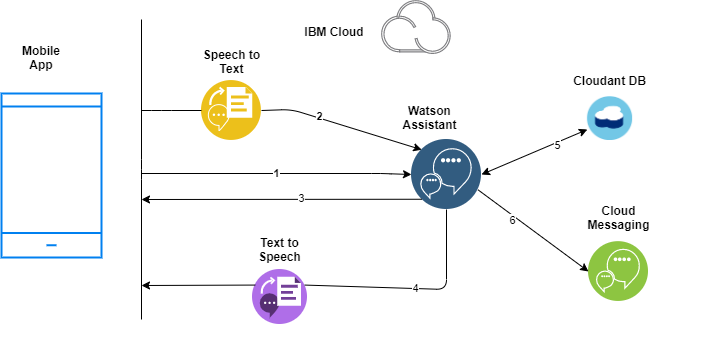 IBM Cloud
Mobile
App
Speech to
Text
Cloudant DB
Watson
Assistant
2
5
1
3
Cloud
Messaging
6
Text to
Speech
4